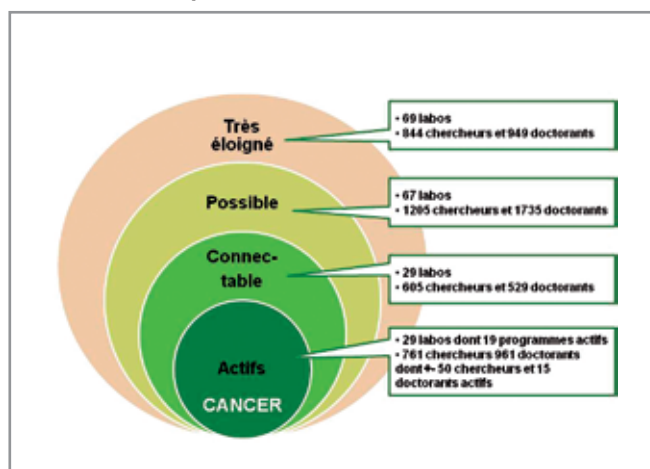 Très
éloigné
- 69 labos
- 844 chercheurs et 949 doctorants
Possible
- 67 labos
- 1205 chercheurs et 1735 doctorants
Connec-
table
- 29 labos
- 605 chercheurs et 529 doctorants
Actifs
CANCER
- 29 labos dont 19 programmes actifs
- 761 chercheurs 961 doctorants
dont +- 50 chercheurs et 15
doctorants actifs